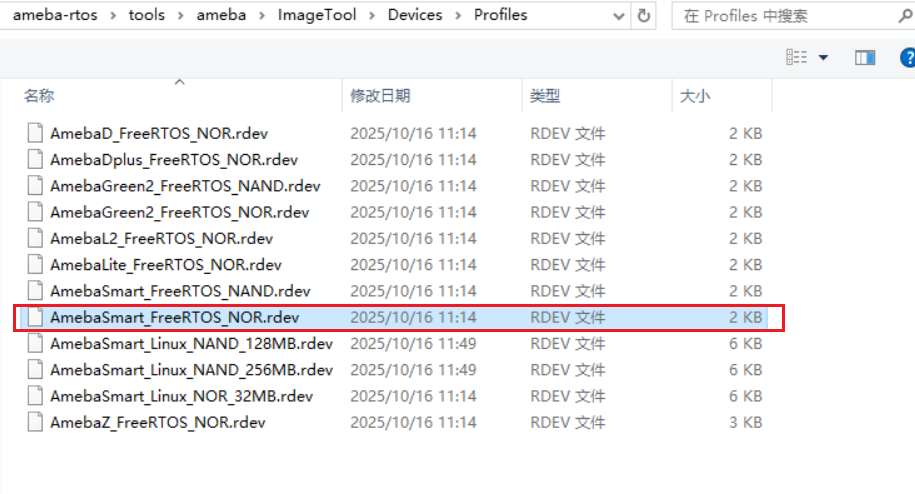 ameba-rtos > tools > ameba > ImageTool > Devices > Profiles 在 Profiles 中搜索
名称 修改日期 类型 大小
AmebaD_FreeRTOS_NOR.rdev 2025/10/16 11:14 RDEV 文件 2 KB
AmebaDplus_FreeRTOS_NOR.rdev 2025/10/16 11:14 RDEV 文件 2 KB
AmebaGreen2_FreeRTOS_NAND.rdev 2025/10/16 11:14 RDEV 文件 2 KB
AmebaGreen2_FreeRTOS_NOR.rdev 2025/10/16 11:14 RDEV 文件 2 KB
AmebaL2_FreeRTOS_NOR.rdev 2025/10/16 11:14 RDEV 文件 2 KB
AmebaLite_FreeRTOS_NOR.rdev 2025/10/16 11:14 RDEV 文件 2 KB
AmebaSmart_FreeRTOS_NAND.rdev 2025/10/16 11:14 RDEV 文件 2 KB
AmebaSmart_FreeRTOS_NOR.rdev 2025/10/16 11:14 RDEV 文件 2 KB
AmebaSmart_Linux_NAND_128MB.rdev 2025/10/16 11:49 RDEV 文件 6 KB
AmebaSmart_Linux_NAND_256MB.rdev 2025/10/16 11:49 RDEV 文件 6 KB
AmebaSmart_Linux_NOR_32MB.rdev 2025/10/16 11:14 RDEV 文件 6 KB
AmebaZ_FreeRTOS_NOR.rdev 2025/10/16 11:14 RDEV 文件 3 KB